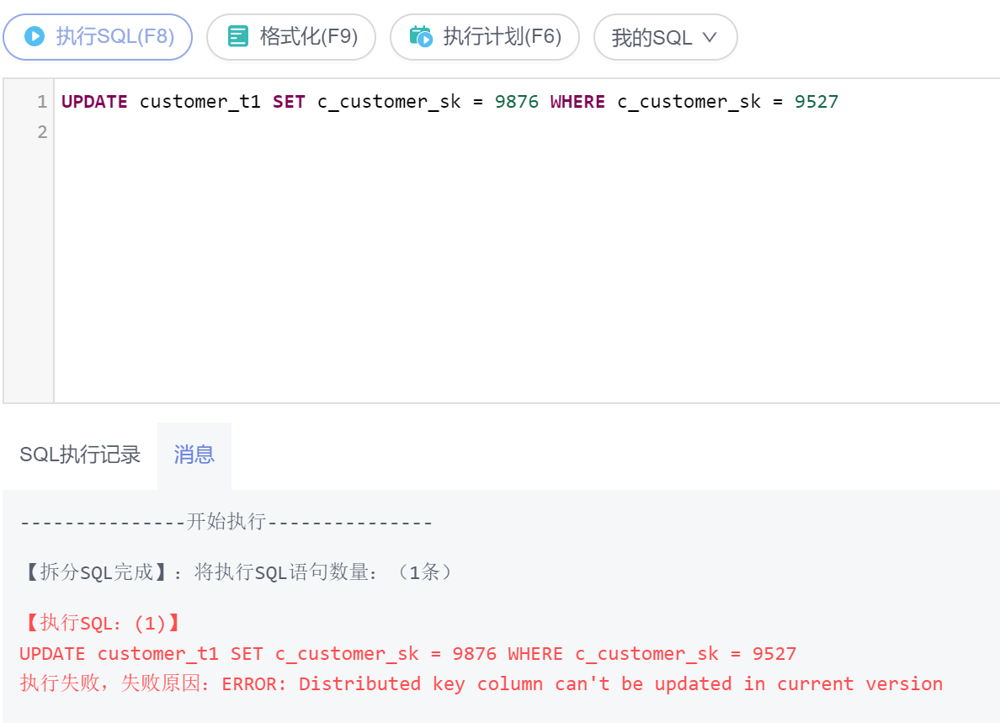 执行SQL(F8) 格式化(F9) 执行计划(F6) 我的SQL
1 UPDATE customer_t1 SET c_customer_sk = 9876 WHERE c_customer_sk = 9527
2
SQL执行记录 消息
---------------开始执行---------------
【拆分SQL完成】：将执行SQL语句数量：（1条）
【执行SQL：(1)】
UPDATE customer_t1 SET c_customer_sk = 9876 WHERE c_customer_sk = 9527
执行失败，失败原因：ERROR: Distributed key column can't be updated in current version